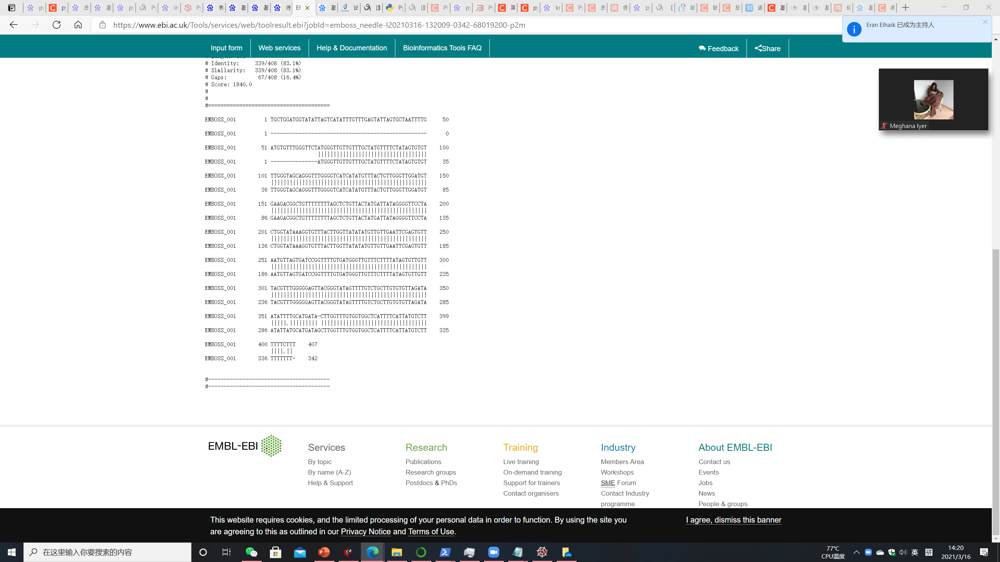 https://www.ebi.ac.uk/Tools/services/web/toolresult.ebi?jobId=emboss_needle-I20210316-132009-0342-68019200-p2m
Eran Elhaik 已成为主持人
Input form
Web services
Help & Documentation
Bioinformatics Tools FAQ
Feedback
Share
# Identity: 339/408 (83.1%)
# Similarity: 339/408 (83.1%)
# Gaps: 67/408 (16.4%)
# Score: 1840.0
#
#
#=======================================
EMBOSS_001 1 TGCTGGATGGTATATTAGTCATATTTGTTTGAGTATTAGTGCTAATTTTG 50
EMBOSS_001 1 -------------------------------------------------- 0
EMBOSS_001 51 ATGTGTTTGGGTTCTATGGGTTGTTGTTTGCTATGTTTTCTATAGTGTGT 100
|||||||||||||||||||||||||||||||||||
EMBOSS_001 1 ---------------ATGGGTTGTTGTTTGCTATGTTTTCTATAGTGTGT 35
EMBOSS_001 101 TTGGGTAGCAGGGTTTGGGGTCATCATATGTTTACTGTTGGGTTGGATGT 150
||||||||||||||||||||||||||||||||||||||||||||||||||
EMBOSS_001 36 TTGGGTAGCAGGGTTTGGGGTCATCATATGTTTACTGTTGGGTTGGATGT 85
EMBOSS_001 151 GAAGACGGCTGTTTTTTTTAGCTCTGTTACTATGATTATAGGGGTTCCTA 200
||||||||||||||||||||||||||||||||||||||||||||||||||
EMBOSS_001 86 GAAGACGGCTGTTTTTTTTAGCTCTGTTACTATGATTATAGGGGTTCCTA 135
EMBOSS_001 201 CTGGTATAAAGGTGTTTACTTGGTTATATATGTTGTTGAATTCGAGTGTT 250
||||||||||||||||||||||||||||||||||||||||||||||||||
EMBOSS_001 136 CTGGTATAAAGGTGTTTACTTGGTTATATATGTTGTTGAATTCGAGTGTT 185
EMBOSS_001 251 AATGTTAGTGATCCGGTTTTGTGATGGGTTGTTTCTTTTATAGTGTTGTT 300
||||||||||||||||||||||||||||||||||||||||||||||||||
EMBOSS_001 186 AATGTTAGTGATCCGGTTTTGTGATGGGTTGTTTCTTTTATAGTGTTGTT 235
EMBOSS_001 301 TACGTTTGGGGGAGTTACGGGTATAGTTTTGTCTGCTTGTGTGTTAGATA 350
||||||||||||||||||||||||||||||||||||||||||||||||||
EMBOSS_001 236 TACGTTTGGGGGAGTTACGGGTATAGTTTTGTCTGCTTGTGTGTTAGATA 285
EMBOSS_001 351 ATATTTTGCATGATA-CTTGGTTTGTGGTGGCTCATTTTCATTATGTCTT 399
|||||.||||||||| ||||||||||||||||||||||||||||||||||
EMBOSS_001 286 ATATTATGCATGATAGCTTGGTTTGTGGTGGCTCATTTTCATTATGTCTT 335
EMBOSS_001 400 TTTTCTTT 407
||||.||
EMBOSS_001 336 TTTTTTT- 342
#---------------------------------------
#---------------------------------------
Meghana Iyer
EMBL-EBI
Services
By topic
By name (A-Z)
Help & Support
Research
Publications
Research groups
Postdocs & PhDs
Training
Live training
On-demand training
Support for trainers
Contact organisers
Industry
Members Area
Workshops
SME Forum
Contact Industry
programme
About EMBL-EBI
Contact us
Events
Jobs
News
People & groups
This website requires cookies, and the limited processing of your personal data in order to function. By using the site you
are agreeing to this as outlined in our Privacy Notice and Terms of Use.
I agree, dismiss this banner
在这里输入你要搜索的内容
77℃
CPU温度
英
拼
14:20
2021/3/16